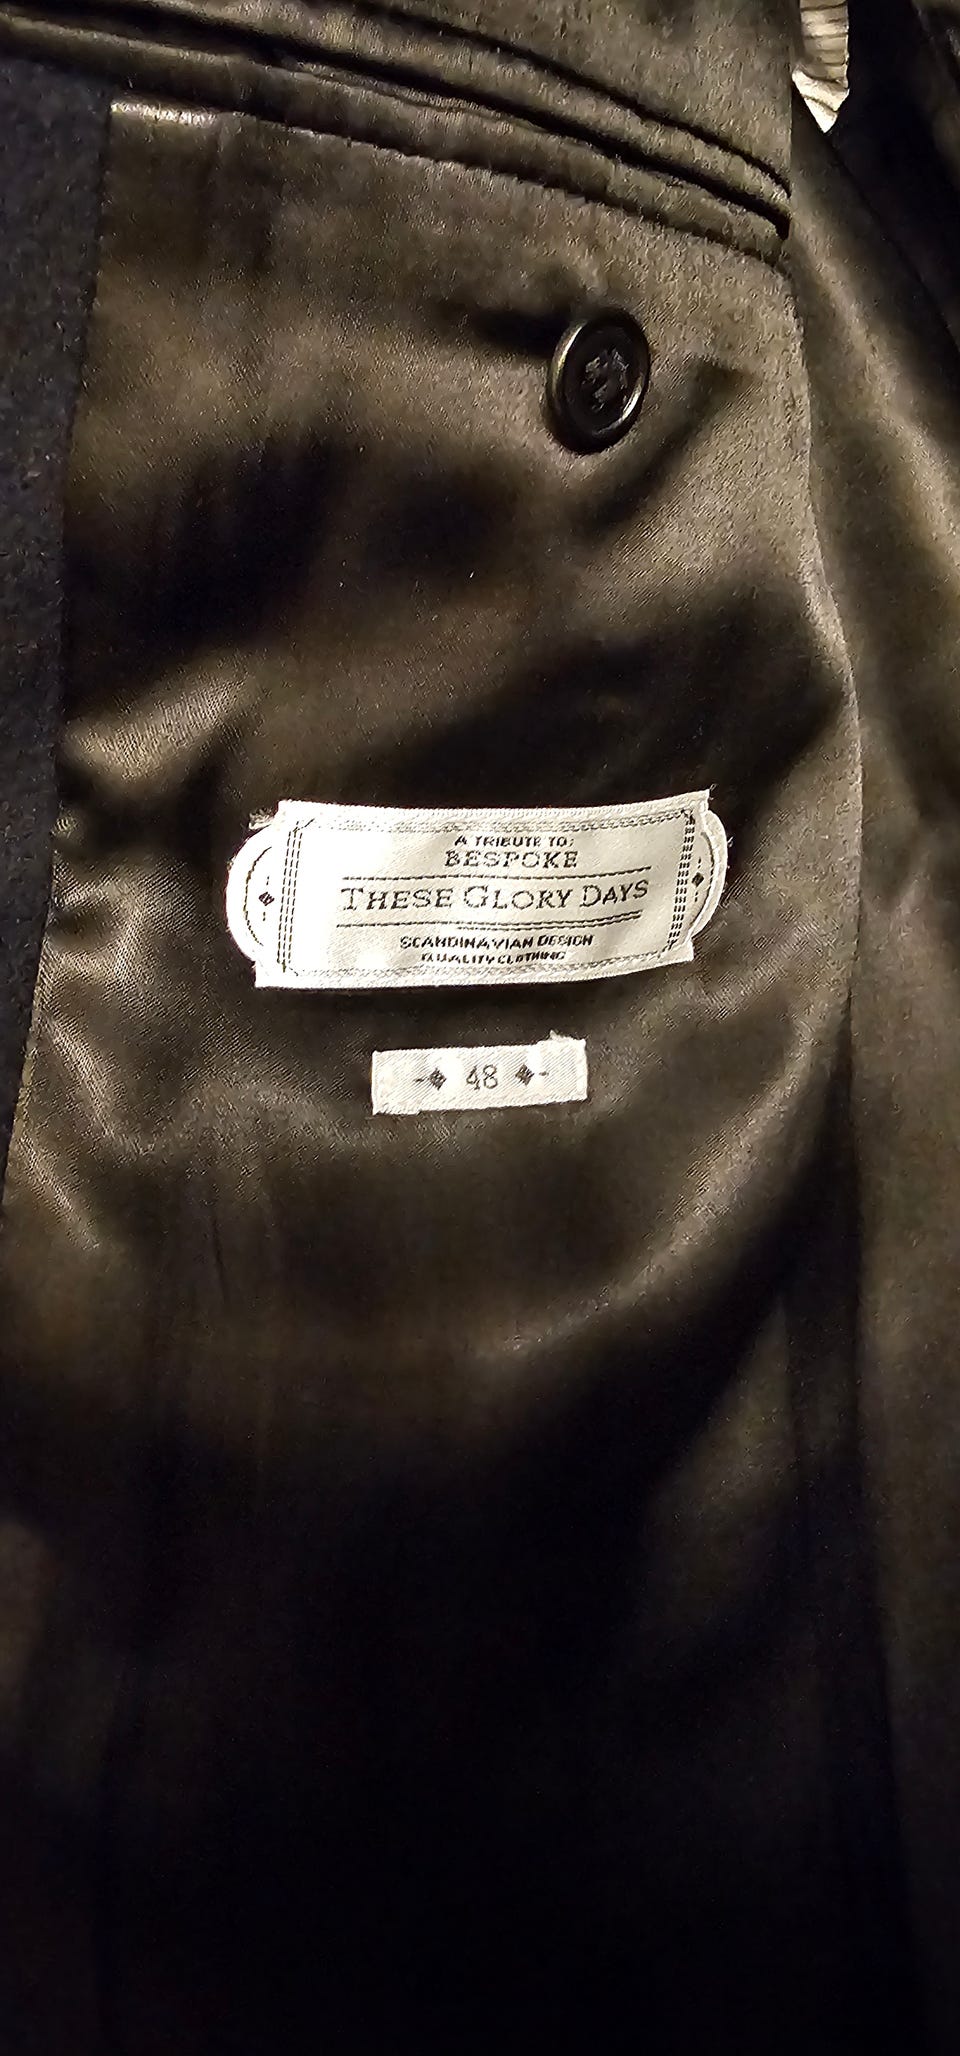 A TRIBUTE TO:
BESPOKE
THESE GLORY DAYS
SCANDINAVIAN DESIGN
QUALITY CLOTHING
48